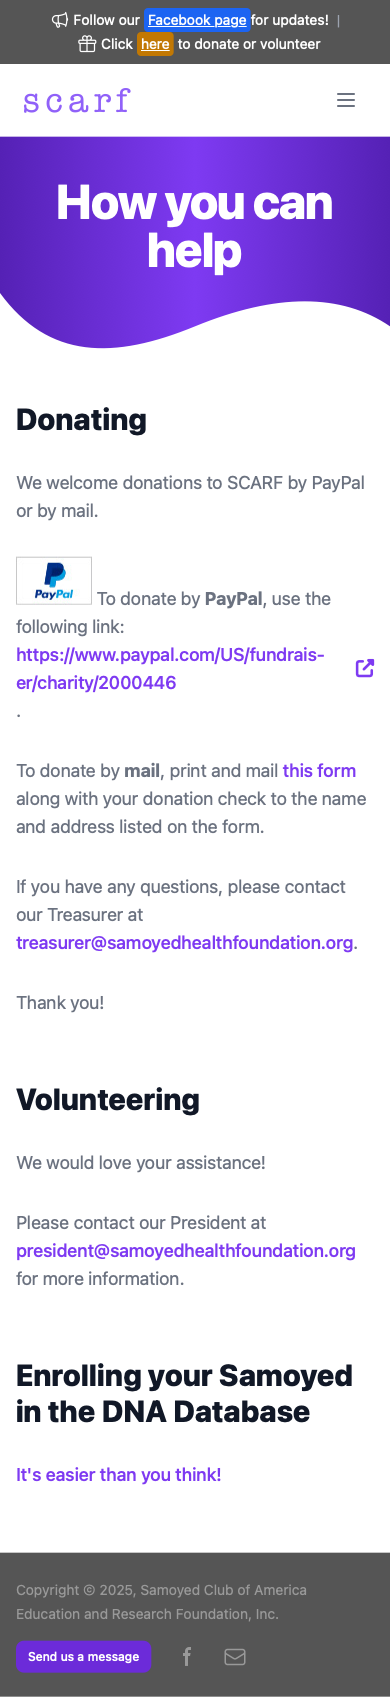 Follow our Facebook page for updates! |
Click here to donate or volunteer
scarf
How you can
help
Donating
We welcome donations to SCARF by PayPal
or by mail.
PayPal To donate by PayPal, use the
following link:
https://www.paypal.com/US/fundrais-
er/charity/2000446
.
To donate by mail, print and mail this form
along with your donation check to the name
and address listed on the form.
If you have any questions, please contact
our Treasurer at
treasurer@samoyedhealthfoundation.org.
Thank you!
Volunteering
We would love your assistance!
Please contact our President at
president@samoyedhealthfoundation.org
for more information.
Enrolling your Samoyed
in the DNA Database
It's easier than you think!
Copyright © 2025, Samoyed Club of America
Education and Research Foundation, Inc.
Send us a message